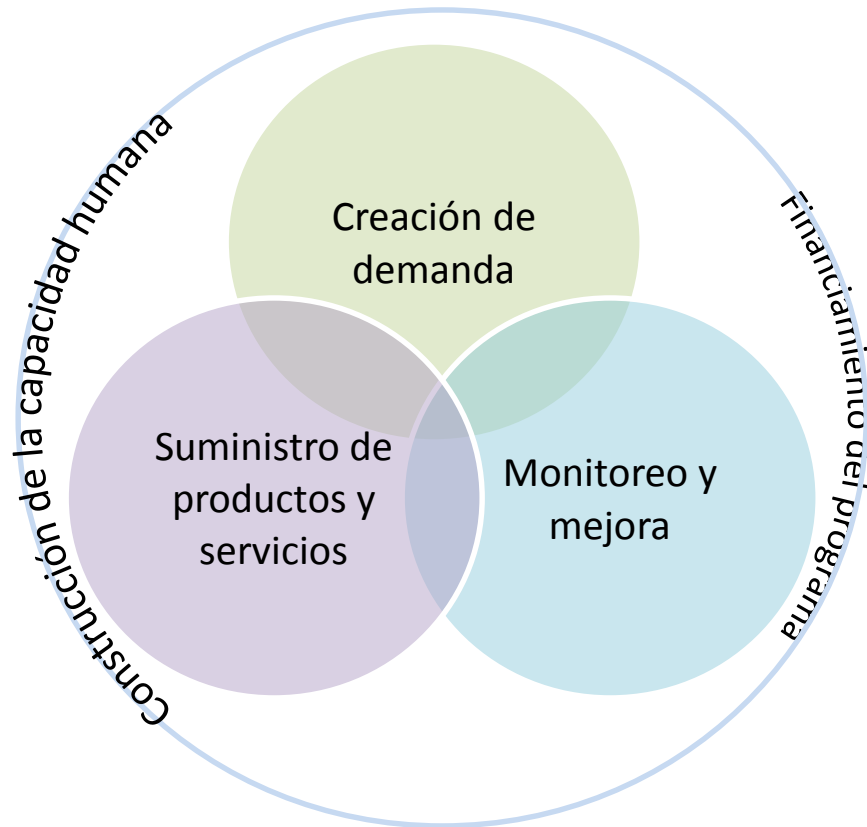 Construcción de la capacidad humana
Creación de
demanda
Financiamiento del programa
Suministro de
productos y
servicios
Monitoreo y
mejora